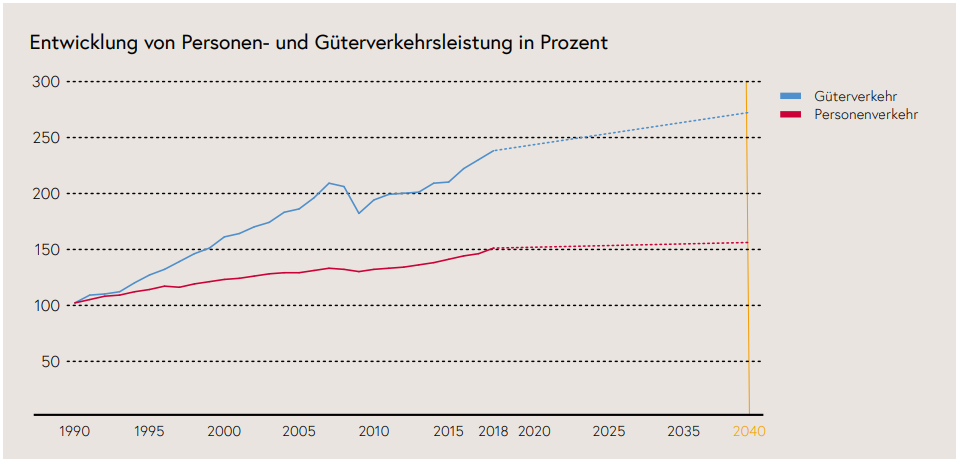 Entwicklung von Personen- und Güterverkehrsleistung in Prozent
300
Güterverkehr
Personenverkehr
250
200
150
100
50
1990 1995 2000 2005 2010 2015 2018 2020 2025 2035 2040